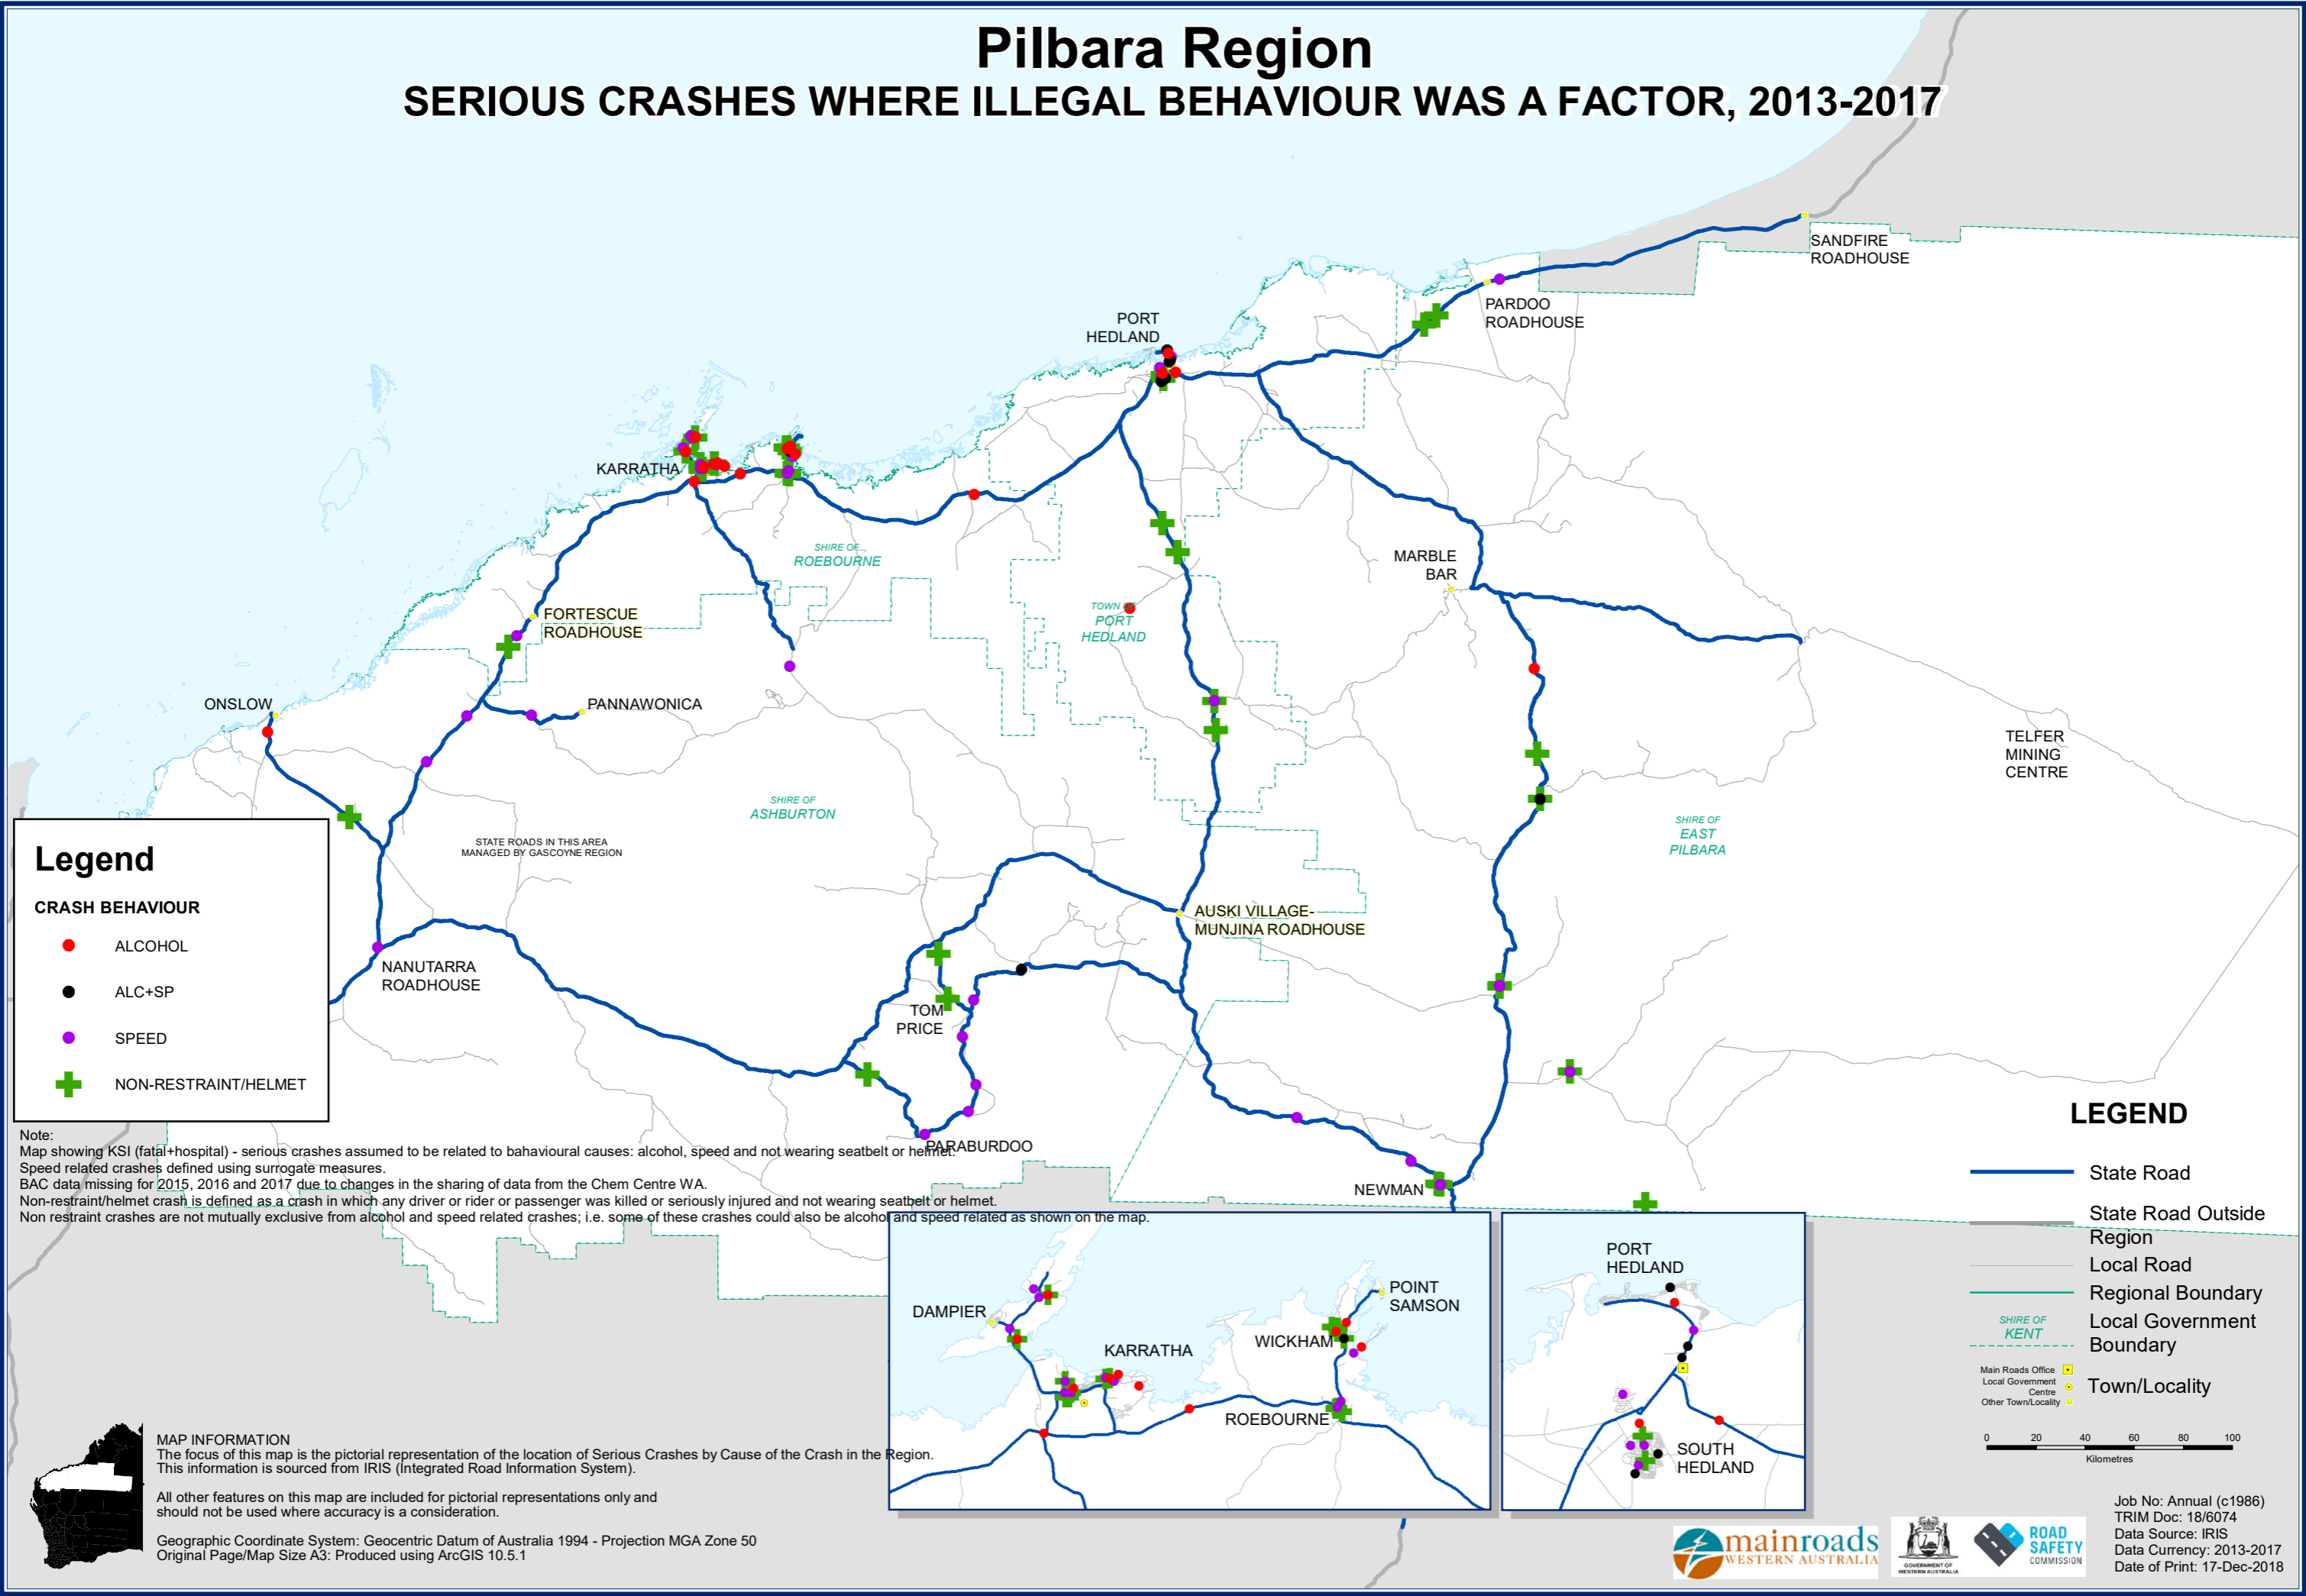 Pilbara Region
SERIOUS CRASHES WHERE ILLEGAL BEHAVIOUR WAS A FACTOR, 2013-2017
SANDFIRE
ROADHOUSE
PARDOO
ROADHOUSE
PORT
HEDLAND
KARRATHA
SHIRE OF
ROEBOURNE
MARBLE
BAR
FORTESCUE
ROADHOUSE
TOWN OF
PORT
HEDLAND
ONSLOW
PANNAWONICA
TELFER
MINING
CENTRE
SHIRE OF
ASHBURTON
SHIRE OF
EAST
PILBARA
STATE ROADS IN THIS AREA
MANAGED BY GASCOYNE REGION
AUSKI VILLAGE-
MUNJINA ROADHOUSE
NANUTARRA
ROADHOUSE
TOM
PRICE
PARABURDOO
NEWMAN
Legend
CRASH BEHAVIOUR
ALCOHOL
ALC+SP
SPEED
NON-RESTRAINT/HELMET
Note:
Map showing KSI (fatal+hospital) - serious crashes assumed to be related to bahavioural causes: alcohol, speed and not wearing seatbelt or helmet.
Speed related crashes defined using surrogate measures.
BAC data missing for 2015, 2016 and 2017 due to changes in the sharing of data from the Chem Centre WA.
Non-restraint/helmet crash is defined as a crash in which any driver or rider or passenger was killed or seriously injured and not wearing seatbelt or helmet.
Non restraint crashes are not mutually exclusive from alcohol and speed related crashes; i.e. some of these crashes could also be alcohol and speed related as shown on the map.
DAMPIER
KARRATHA
WICKHAM
POINT
SAMSON
ROEBOURNE
PORT
HEDLAND
SOUTH
HEDLAND
LEGEND
State Road
State Road Outside
Region
Local Road
Regional Boundary
SHIRE OF
KENT
Local Government
Boundary
Main Roads Office
Local Government
Centre
Other Town/Locality
Town/Locality
0 20 40 60 80 100
Kilometres
MAP INFORMATION
The focus of this map is the pictorial representation of the location of Serious Crashes by Cause of the Crash in the Region.
This information is sourced from IRIS (Integrated Road Information System).
All other features on this map are included for pictorial representations only and
should not be used where accuracy is a consideration.
Geographic Coordinate System: Geocentric Datum of Australia 1994 - Projection MGA Zone 50
Original Page/Map Size A3: Produced using ArcGIS 10.5.1
mainroads
WESTERN AUSTRALIA
GOVERNMENT OF
WESTERN AUSTRALIA
ROAD
SAFETY
COMMISSION
Job No: Annual (c1986)
TRIM Doc: 18/6074
Data Source: IRIS
Data Currency: 2013-2017
Date of Print: 17-Dec-2018